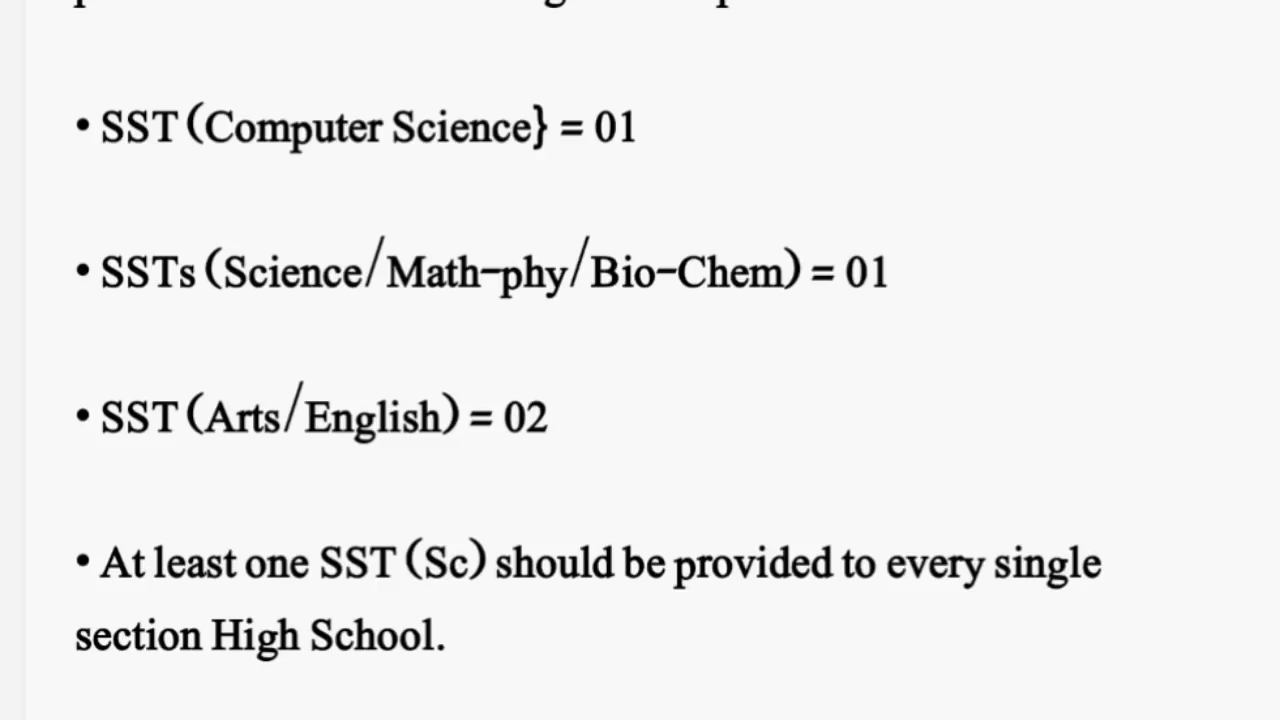 • SST (Computer Science} = 01
• SSTs (Science/Math-phy/Bio-Chem) = 01
• SST (Arts/English) = 02
• At least one SST (Sc) should be provided to every single
section High School.